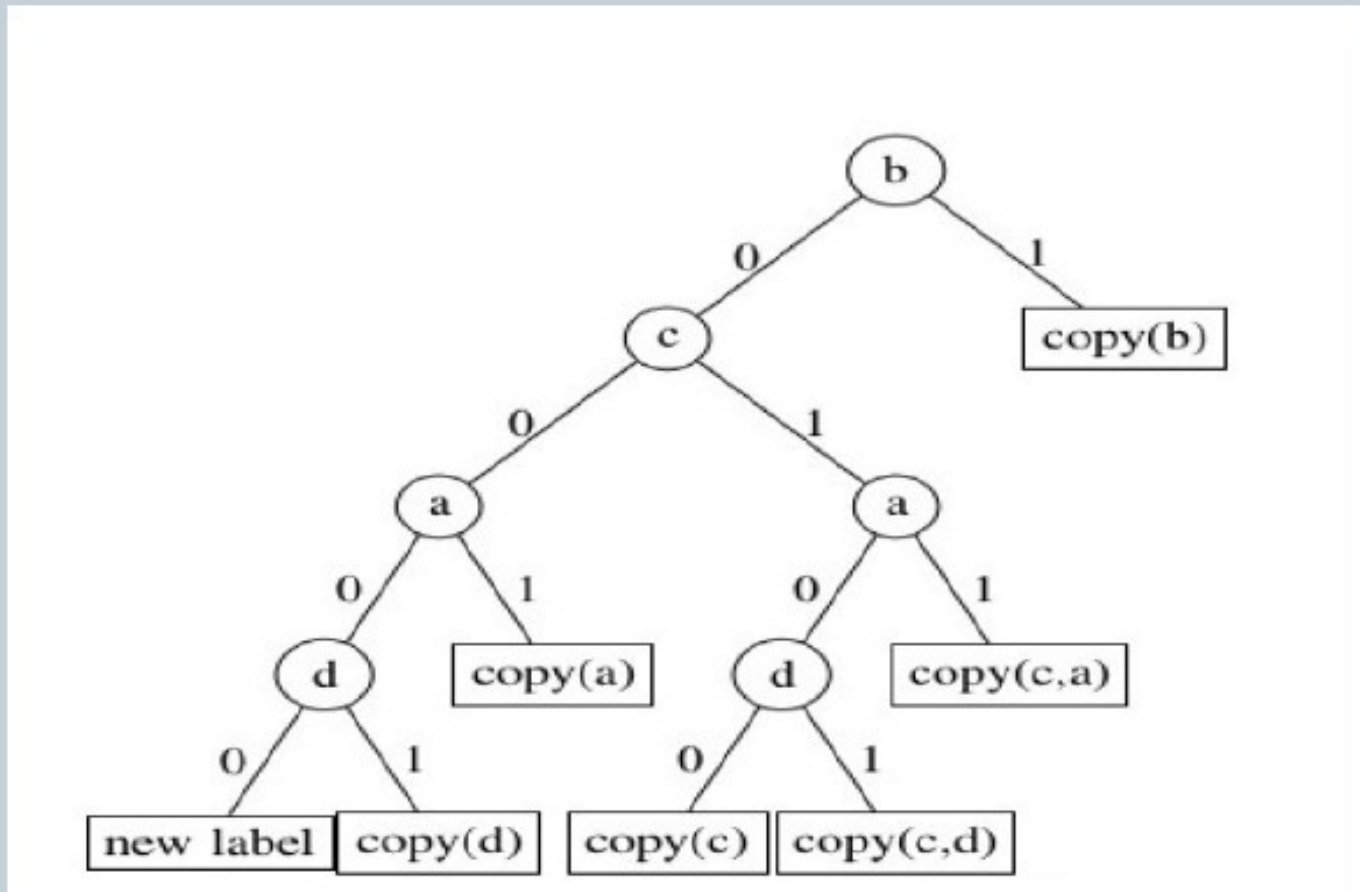 b
0 1
c copy(b)
0 1
a a
0 1 0 1
d copy(a) d copy(c,a)
0 1 0 1
new label copy(d) copy(c) copy(c,d)